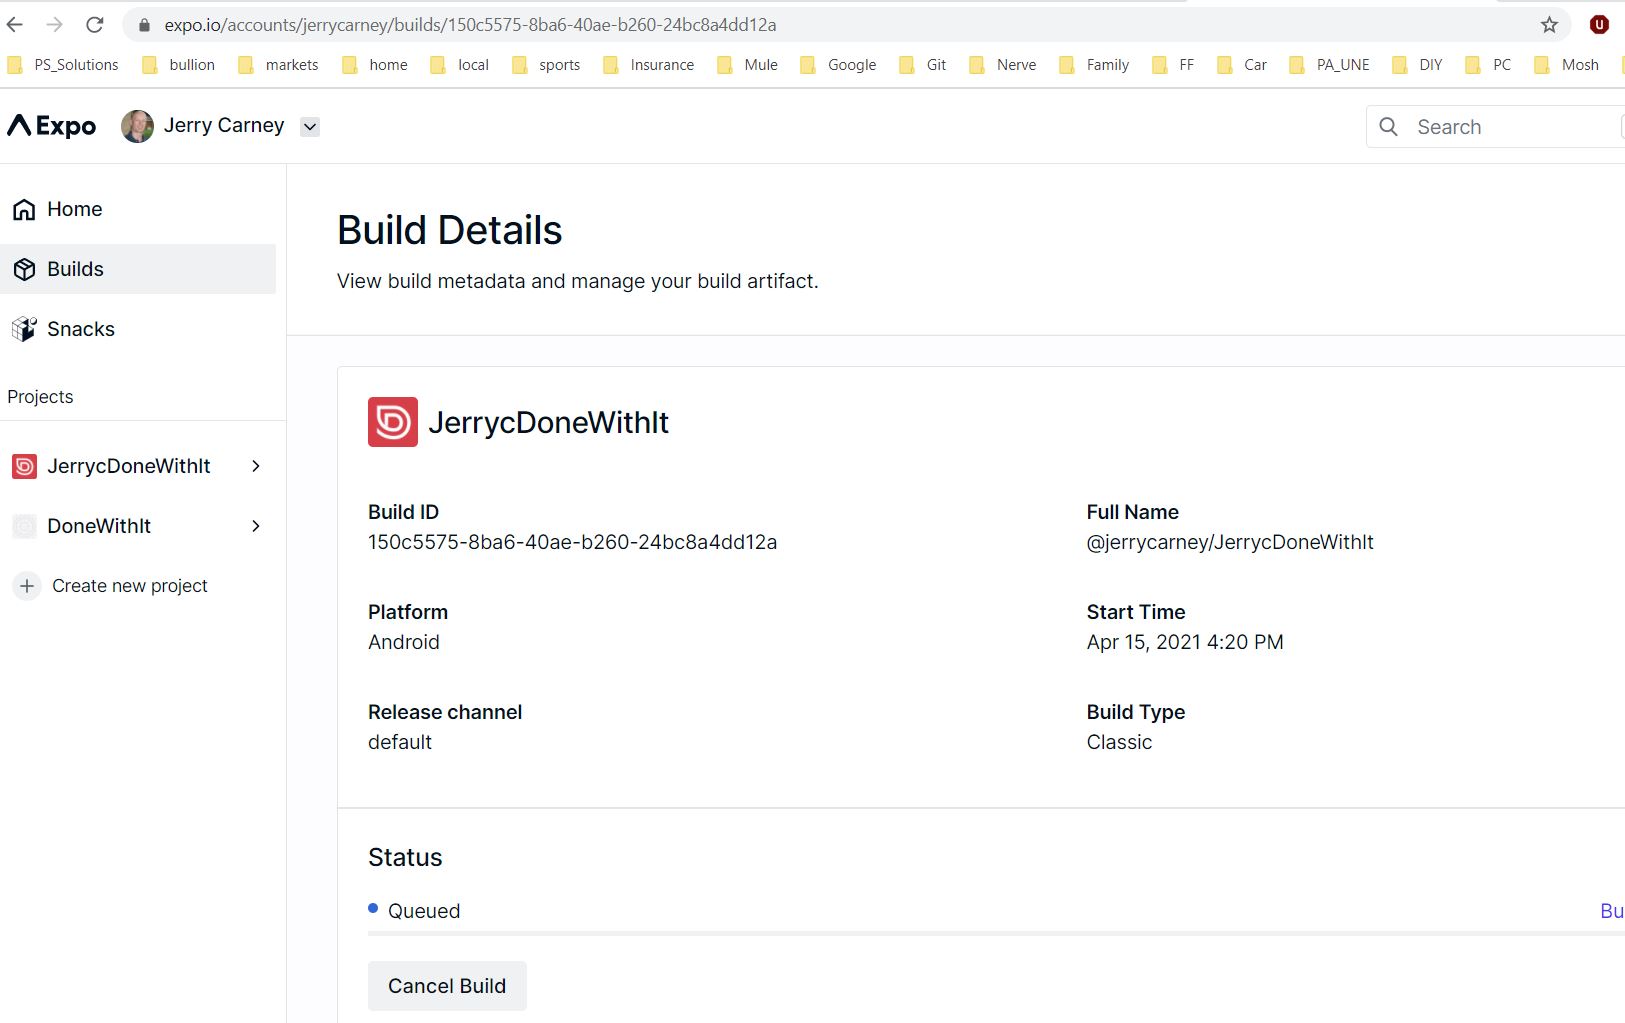 expo.io/accounts/jerrycarney/builds/150c5575-8ba6-40ae-b260-24bc8a4dd12a
PS_Solutions bullion markets home local sports Insurance Mule Google Git Nerve Family FF Car PA_UNE DIY PC Mosh
Expo Jerry Carney Search
Home
Builds
Snacks
Projects
JerrycDoneWithIt
DoneWithIt
Create new project
Build Details
View build metadata and manage your build artifact.
JerrycDoneWithIt
Build ID
150c5575-8ba6-40ae-b260-24bc8a4dd12a
Full Name
@jerrycarney/JerrycDoneWithIt
Platform
Android
Start Time
Apr 15, 2021 4:20 PM
Release channel
default
Build Type
Classic
Status
Queued Bu
Cancel Build